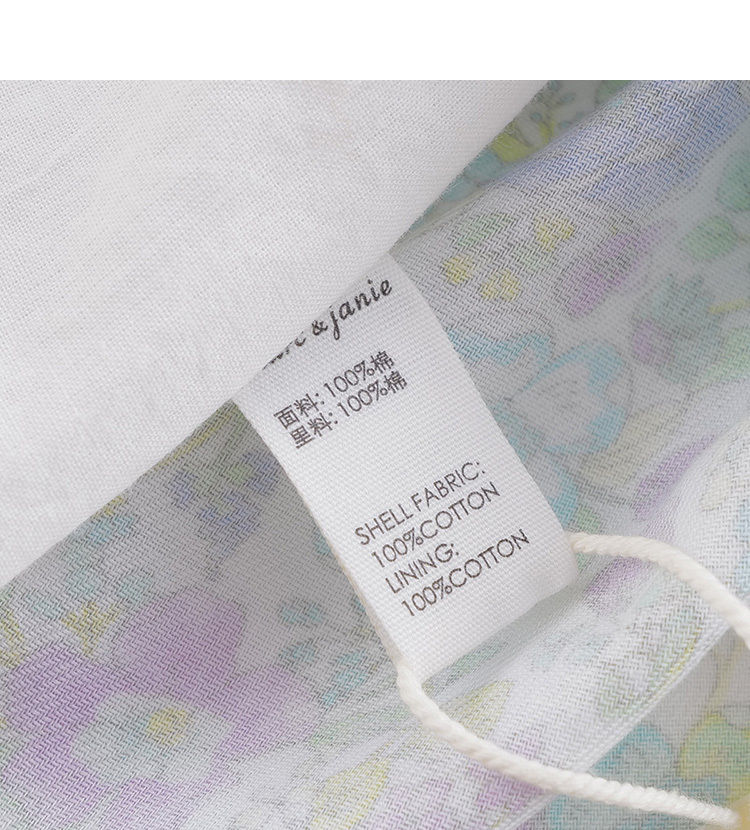 & janie
面料: 100%棉
里料: 100%棉
SHELL FABRIC:
100%COTTON
LINING:
100%COTTON